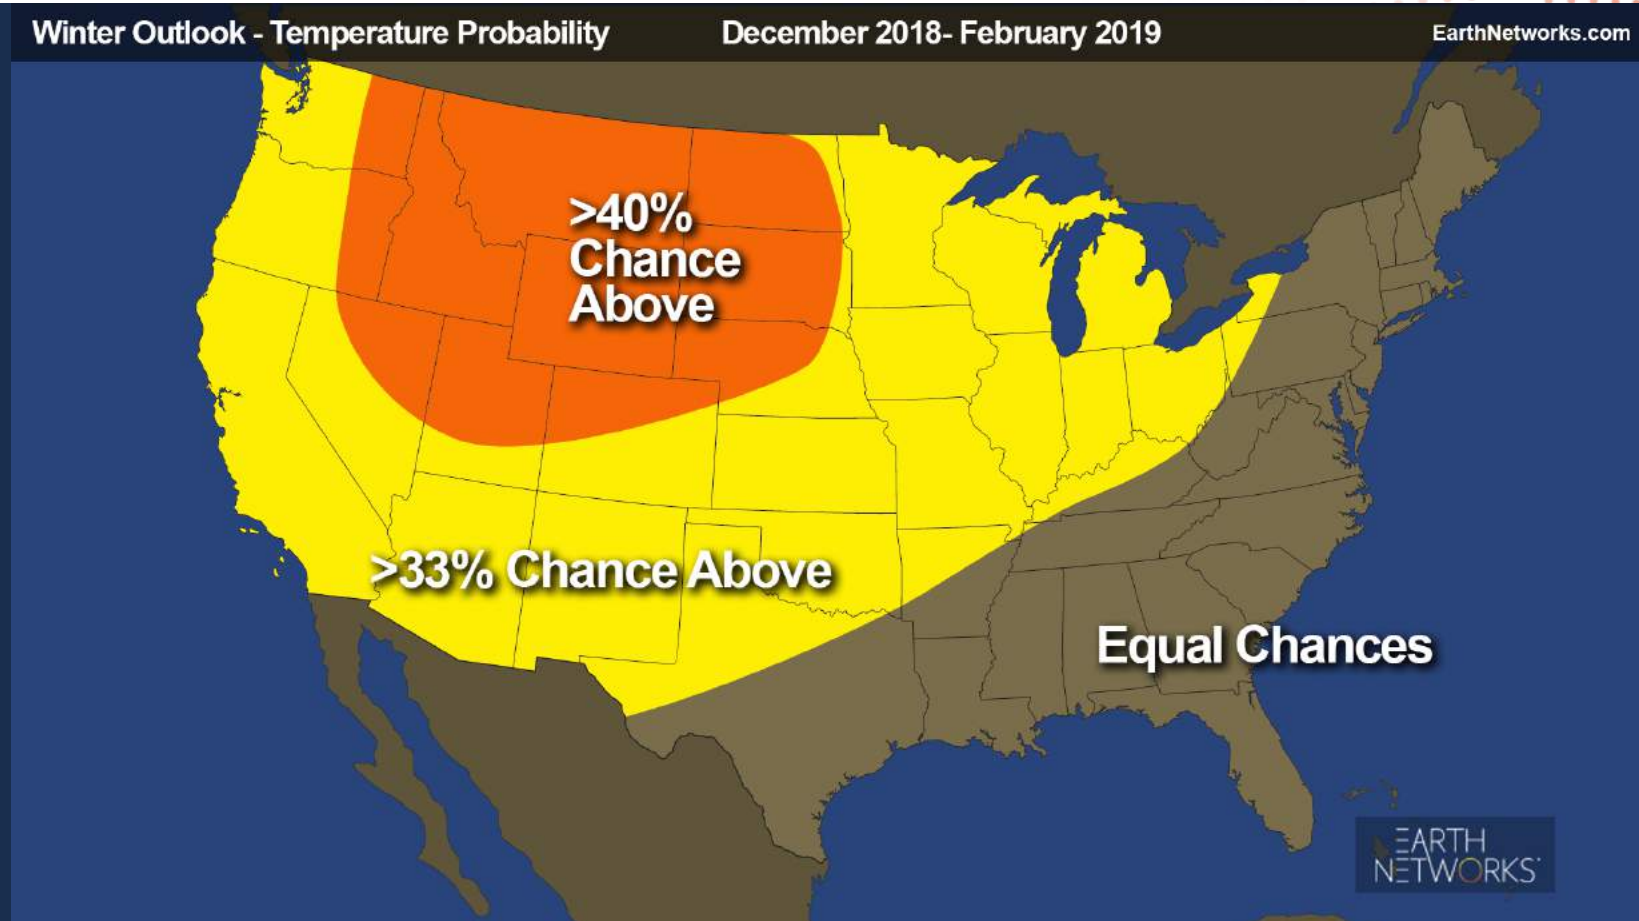 Winter Outlook - Temperature Probability
December 2018- February 2019
EarthNetworks.com
>40%
Chance
Above
>33% Chance Above
Equal Chances
EARTH
NETWORKS